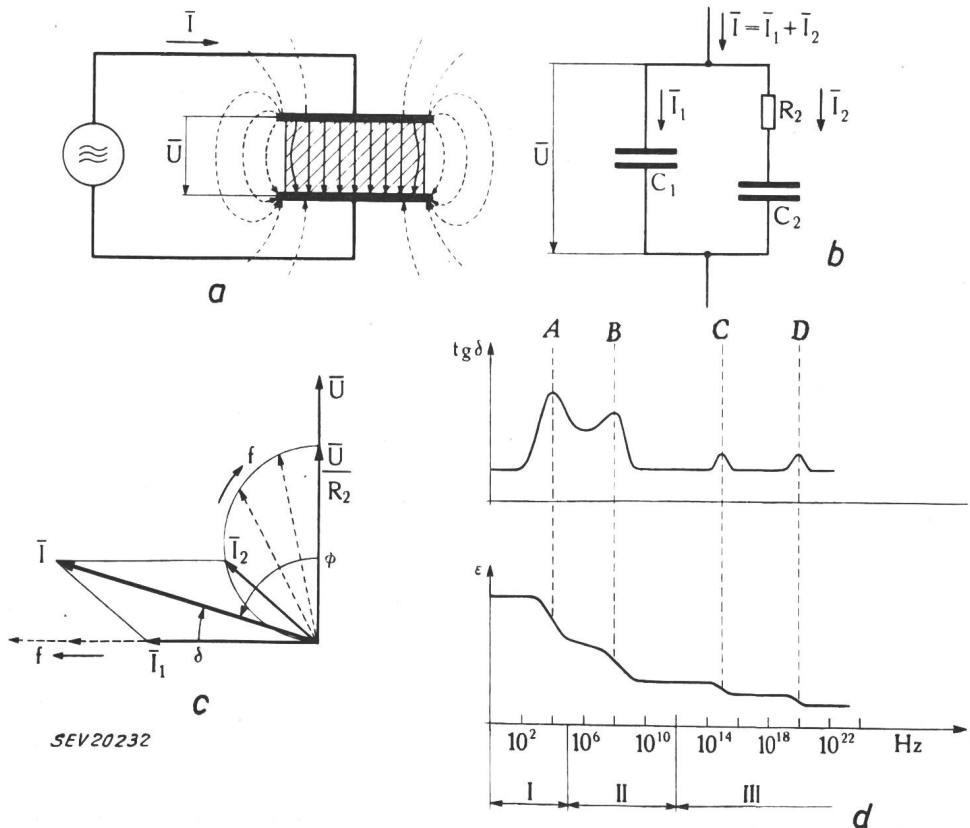 Ī
Ū
a
Ī = Ī₁ + Ī₂
Ū
Ī₁
R₂
Ī₂
C₁
C₂
b
Ū
Ū
R₂
f
Ī
Ī₂
φ
f
Ī₁
δ
c
SEV20232
A B C D
tg δ
ε
10² 10⁶ 10¹⁰ 10¹⁴ 10¹⁸ 10²² Hz
I II III
d